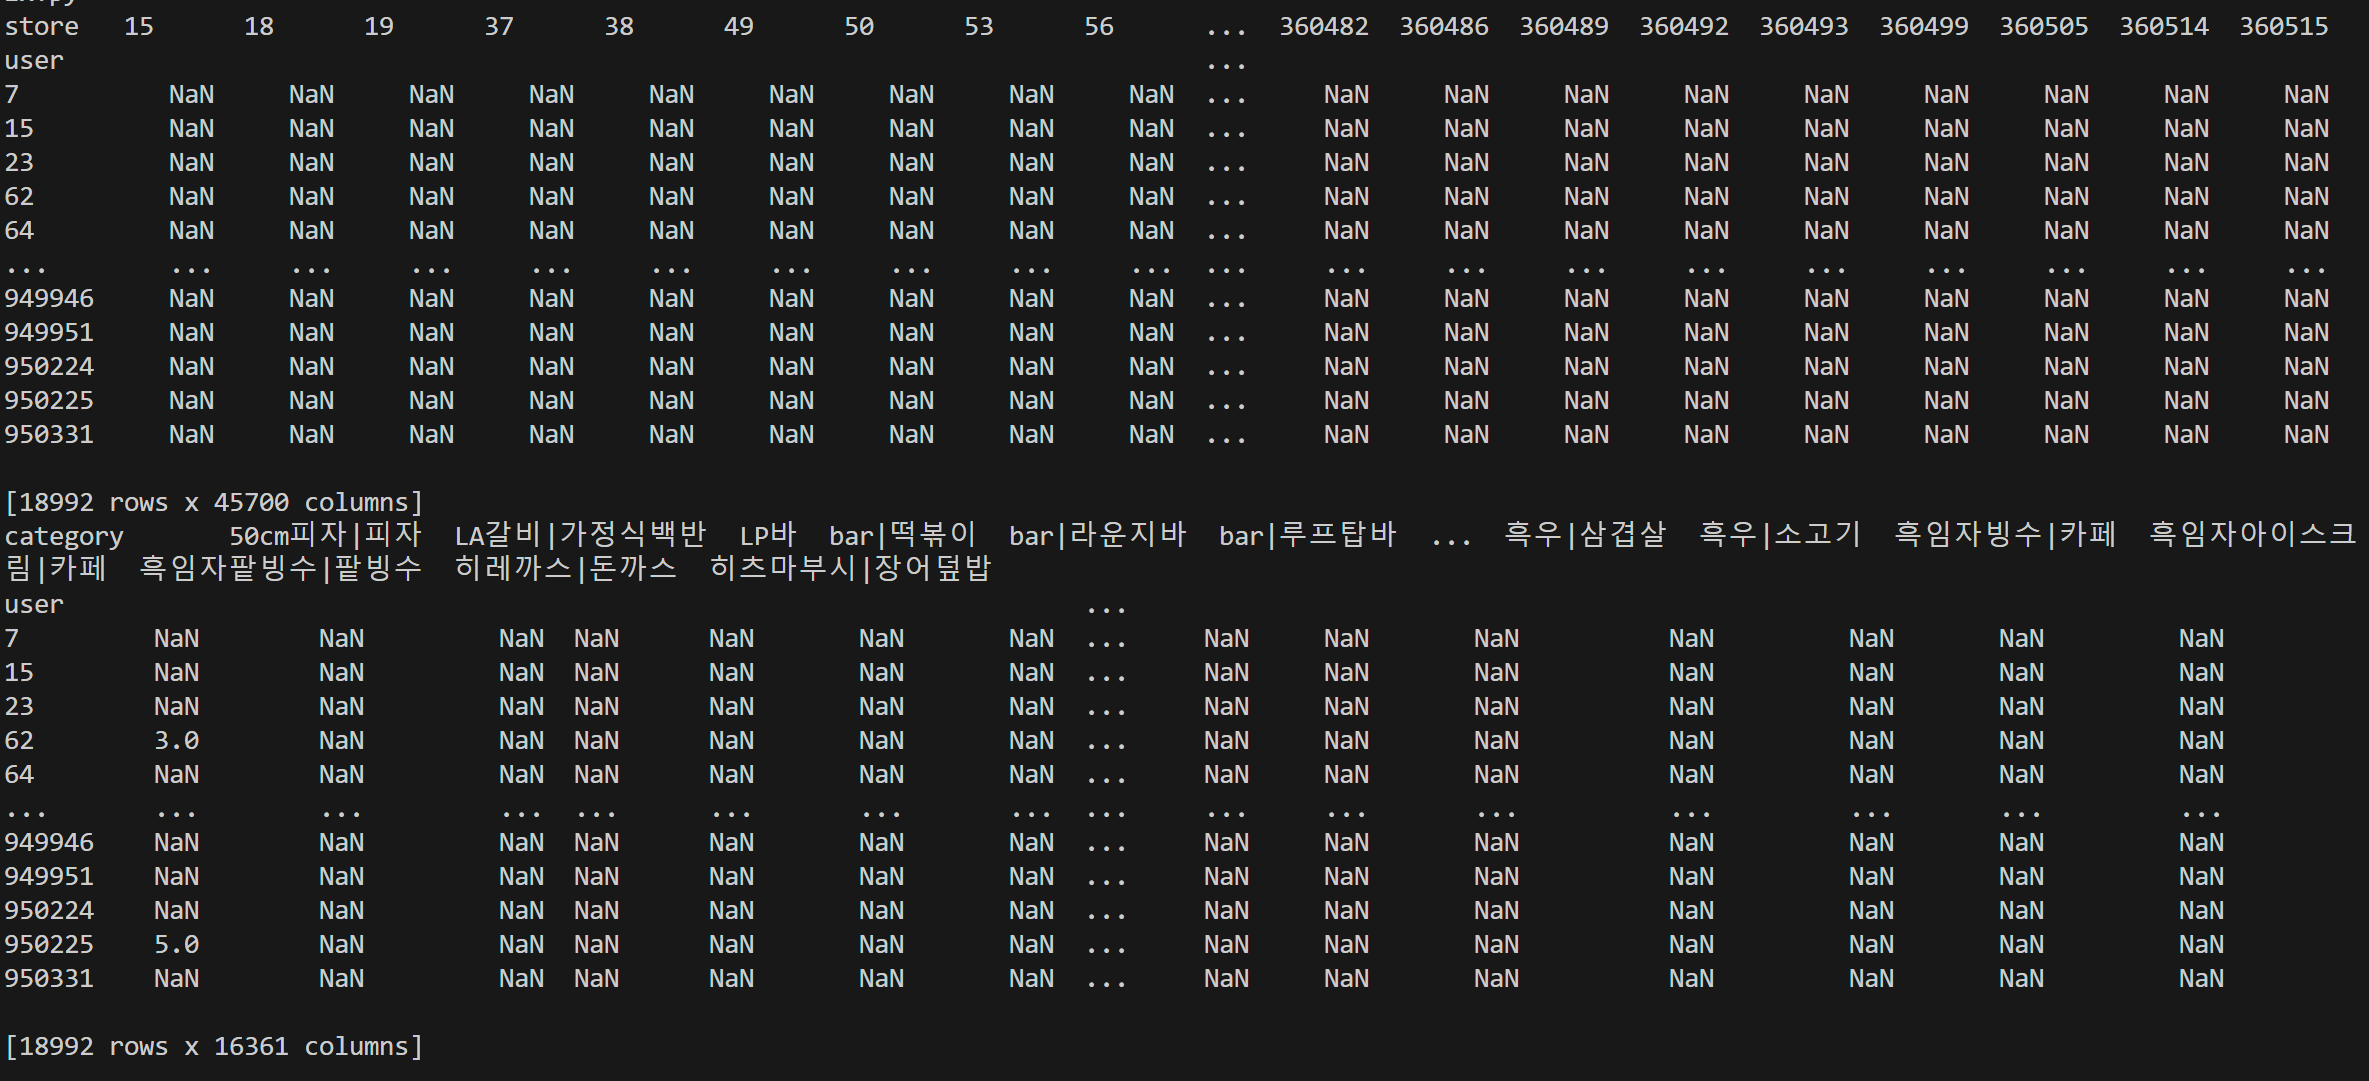 store 15 18 19 37 38 49 50 53 56 ... 360482 360486 360489 360492 360493 360499 360505 360514 360515
user ...
7 NaN NaN NaN NaN NaN NaN NaN NaN NaN ... NaN NaN NaN NaN NaN NaN NaN NaN NaN
15 NaN NaN NaN NaN NaN NaN NaN NaN NaN ... NaN NaN NaN NaN NaN NaN NaN NaN NaN
23 NaN NaN NaN NaN NaN NaN NaN NaN NaN ... NaN NaN NaN NaN NaN NaN NaN NaN NaN
62 NaN NaN NaN NaN NaN NaN NaN NaN NaN ... NaN NaN NaN NaN NaN NaN NaN NaN NaN
64 NaN NaN NaN NaN NaN NaN NaN NaN NaN ... NaN NaN NaN NaN NaN NaN NaN NaN NaN
... ... ... ... ... ... ... ... ... ... ... ... ... ... ... ... ... ... ... ...
949946 NaN NaN NaN NaN NaN NaN NaN NaN NaN ... NaN NaN NaN NaN NaN NaN NaN NaN NaN
949951 NaN NaN NaN NaN NaN NaN NaN NaN NaN ... NaN NaN NaN NaN NaN NaN NaN NaN NaN
950224 NaN NaN NaN NaN NaN NaN NaN NaN NaN ... NaN NaN NaN NaN NaN NaN NaN NaN NaN
950225 NaN NaN NaN NaN NaN NaN NaN NaN NaN ... NaN NaN NaN NaN NaN NaN NaN NaN NaN
950331 NaN NaN NaN NaN NaN NaN NaN NaN NaN ... NaN NaN NaN NaN NaN NaN NaN NaN NaN
[18992 rows x 45700 columns]
category 50cm피자|피자 LA갈비|가정식백반 LP바 bar|떡볶이 bar|라운지바 bar|루프탑바 ... 흑우|삼겹살 흑우|소고기 흑임자빙수|카페 흑임자아이스크
림|카페 흑임자팥빙수|팥빙수 히레까스|돈까스 히츠마부시|장어덮밥
user ...
7 NaN NaN NaN NaN NaN NaN NaN ... NaN NaN NaN NaN NaN NaN NaN
15 NaN NaN NaN NaN NaN NaN NaN ... NaN NaN NaN NaN NaN NaN NaN
23 NaN NaN NaN NaN NaN NaN NaN ... NaN NaN NaN NaN NaN NaN NaN
62 3.0 NaN NaN NaN NaN NaN NaN ... NaN NaN NaN NaN NaN NaN NaN
64 NaN NaN NaN NaN NaN NaN NaN ... NaN NaN NaN NaN NaN NaN NaN
... ... ... ... ... ... ... ... ... ... ... ... ... ... ... ...
949946 NaN NaN NaN NaN NaN NaN NaN ... NaN NaN NaN NaN NaN NaN NaN
949951 NaN NaN NaN NaN NaN NaN NaN ... NaN NaN NaN NaN NaN NaN NaN
950224 NaN NaN NaN NaN NaN NaN NaN ... NaN NaN NaN NaN NaN NaN NaN
950225 5.0 NaN NaN NaN NaN NaN NaN ... NaN NaN NaN NaN NaN NaN NaN
950331 NaN NaN NaN NaN NaN NaN NaN ... NaN NaN NaN NaN NaN NaN NaN
[18992 rows x 16361 columns]